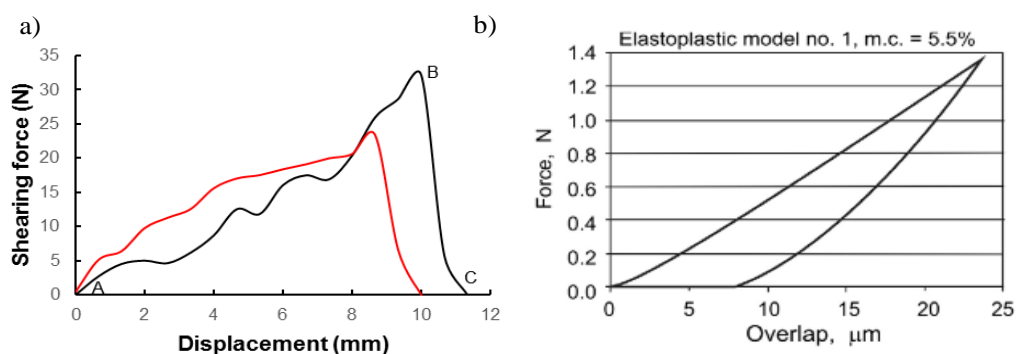 a)
Shearing force (N)
35
30
25
20
15
10
5
0
A
B
C
0 2 4 6 8 10 12
Displacement (mm)
b)
Elastoplastic model no. 1, m.c. = 5.5%
Force, N
1.4
1.2
1.0
0.8
0.6
0.4
0.2
0.0
0 5 10 15 20 25
Overlap, μm